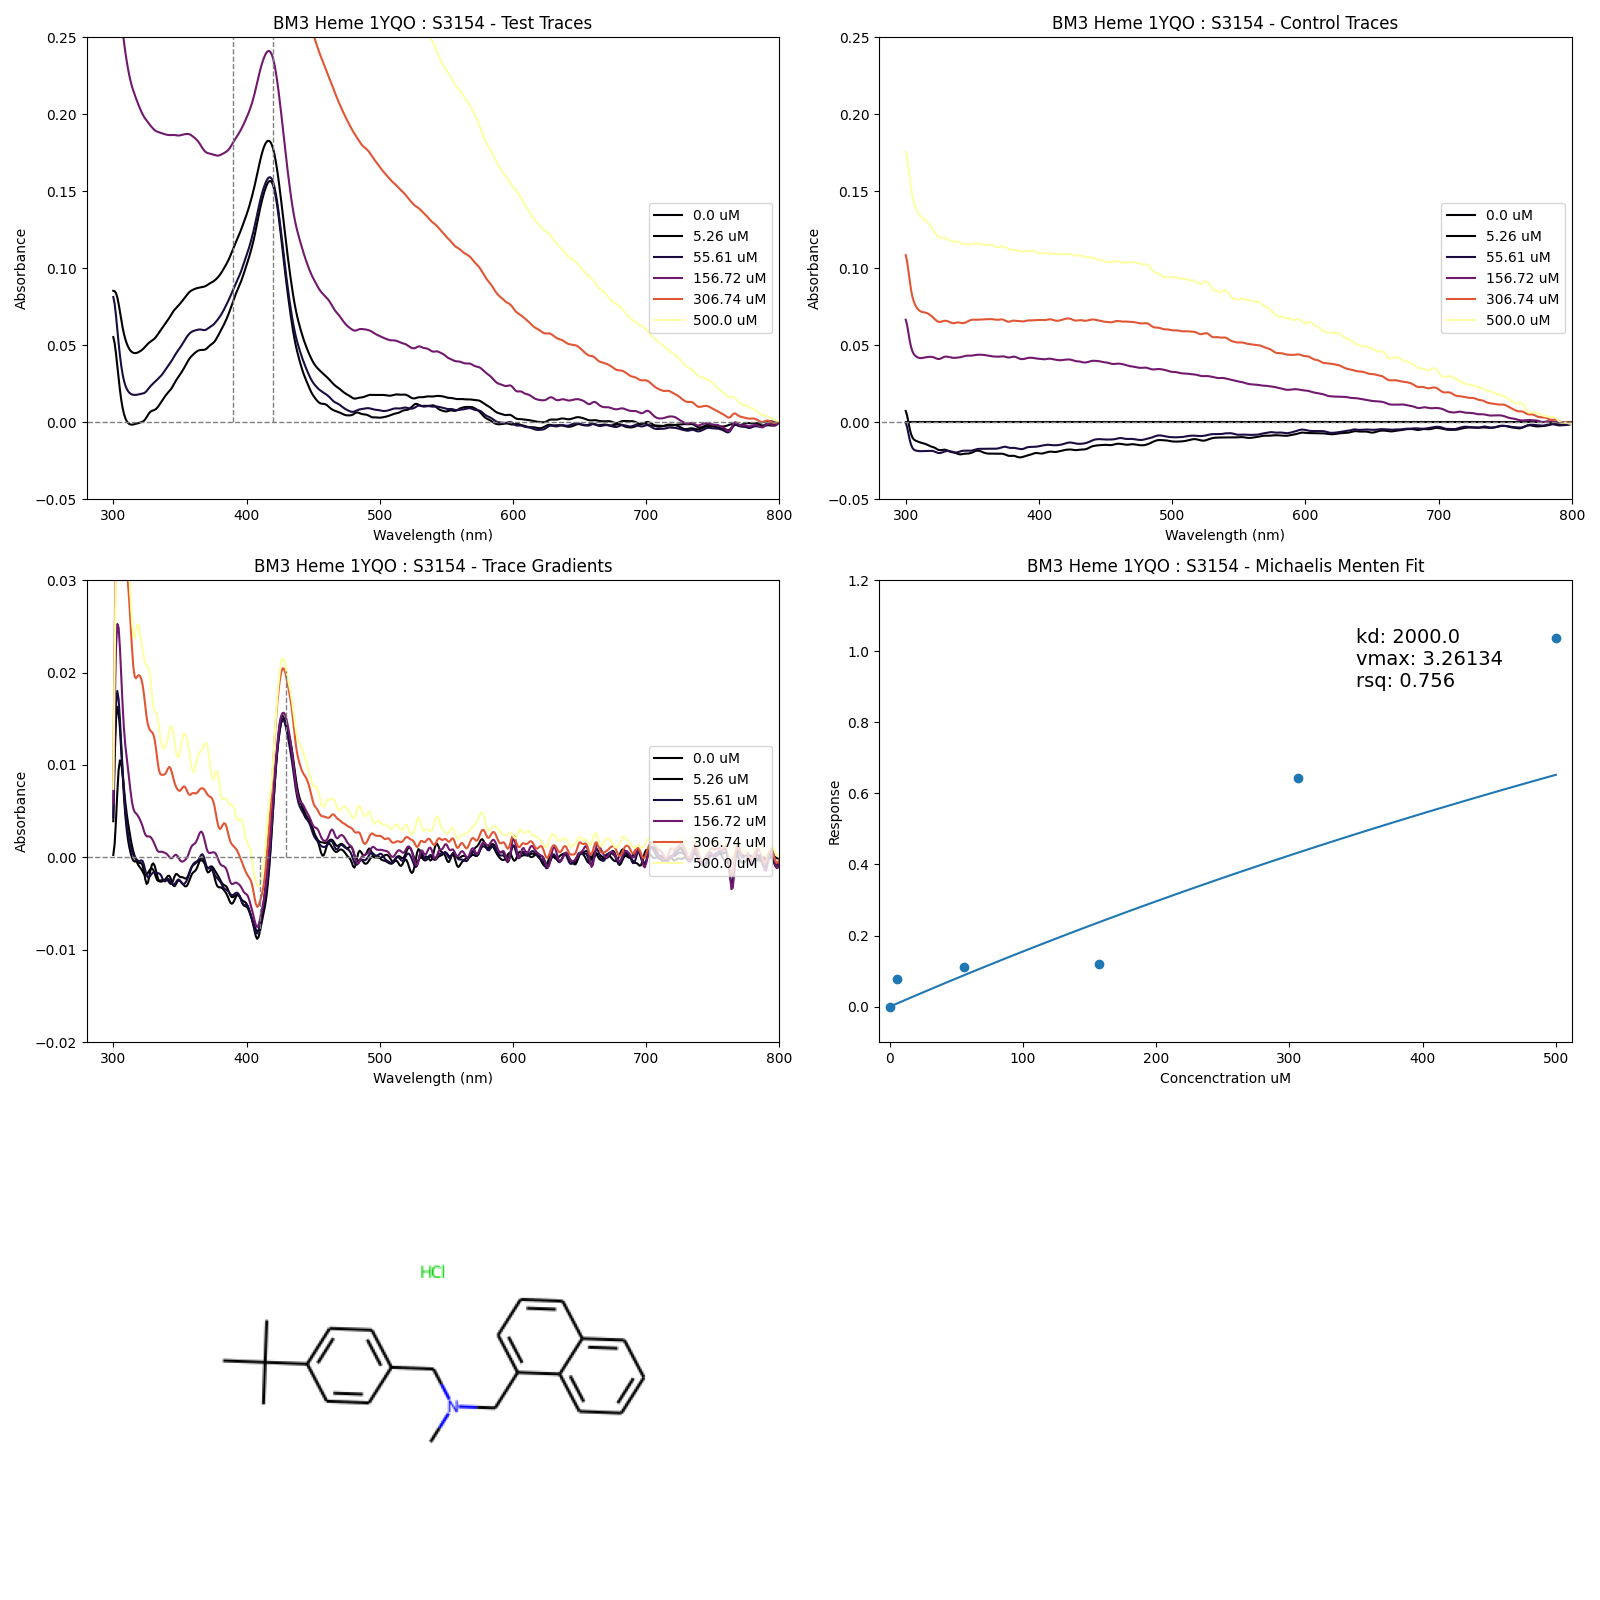 BM3 Heme 1YQO : S3154 - Test Traces
0.25
0.20
0.15
0.10
0.05
0.00
−0.05
Absorbance
300 400 500 600 700 800
Wavelength (nm)
0.0 uM
5.26 uM
55.61 uM
156.72 uM
306.74 uM
500.0 uM
BM3 Heme 1YQO : S3154 - Control Traces
0.25
0.20
0.15
0.10
0.05
0.00
−0.05
Absorbance
300 400 500 600 700 800
Wavelength (nm)
0.0 uM
5.26 uM
55.61 uM
156.72 uM
306.74 uM
500.0 uM
BM3 Heme 1YQO : S3154 - Trace Gradients
0.03
0.02
0.01
0.00
−0.01
−0.02
Absorbance
300 400 500 600 700 800
Wavelength (nm)
0.0 uM
5.26 uM
55.61 uM
156.72 uM
306.74 uM
500.0 uM
BM3 Heme 1YQO : S3154 - Michaelis Menten Fit
1.2
1.0
0.8
0.6
0.4
0.2
0.0
Response
0 100 200 300 400 500
Concenctration uM
kd: 2000.0
vmax: 3.26134
rsq: 0.756
HCl
N